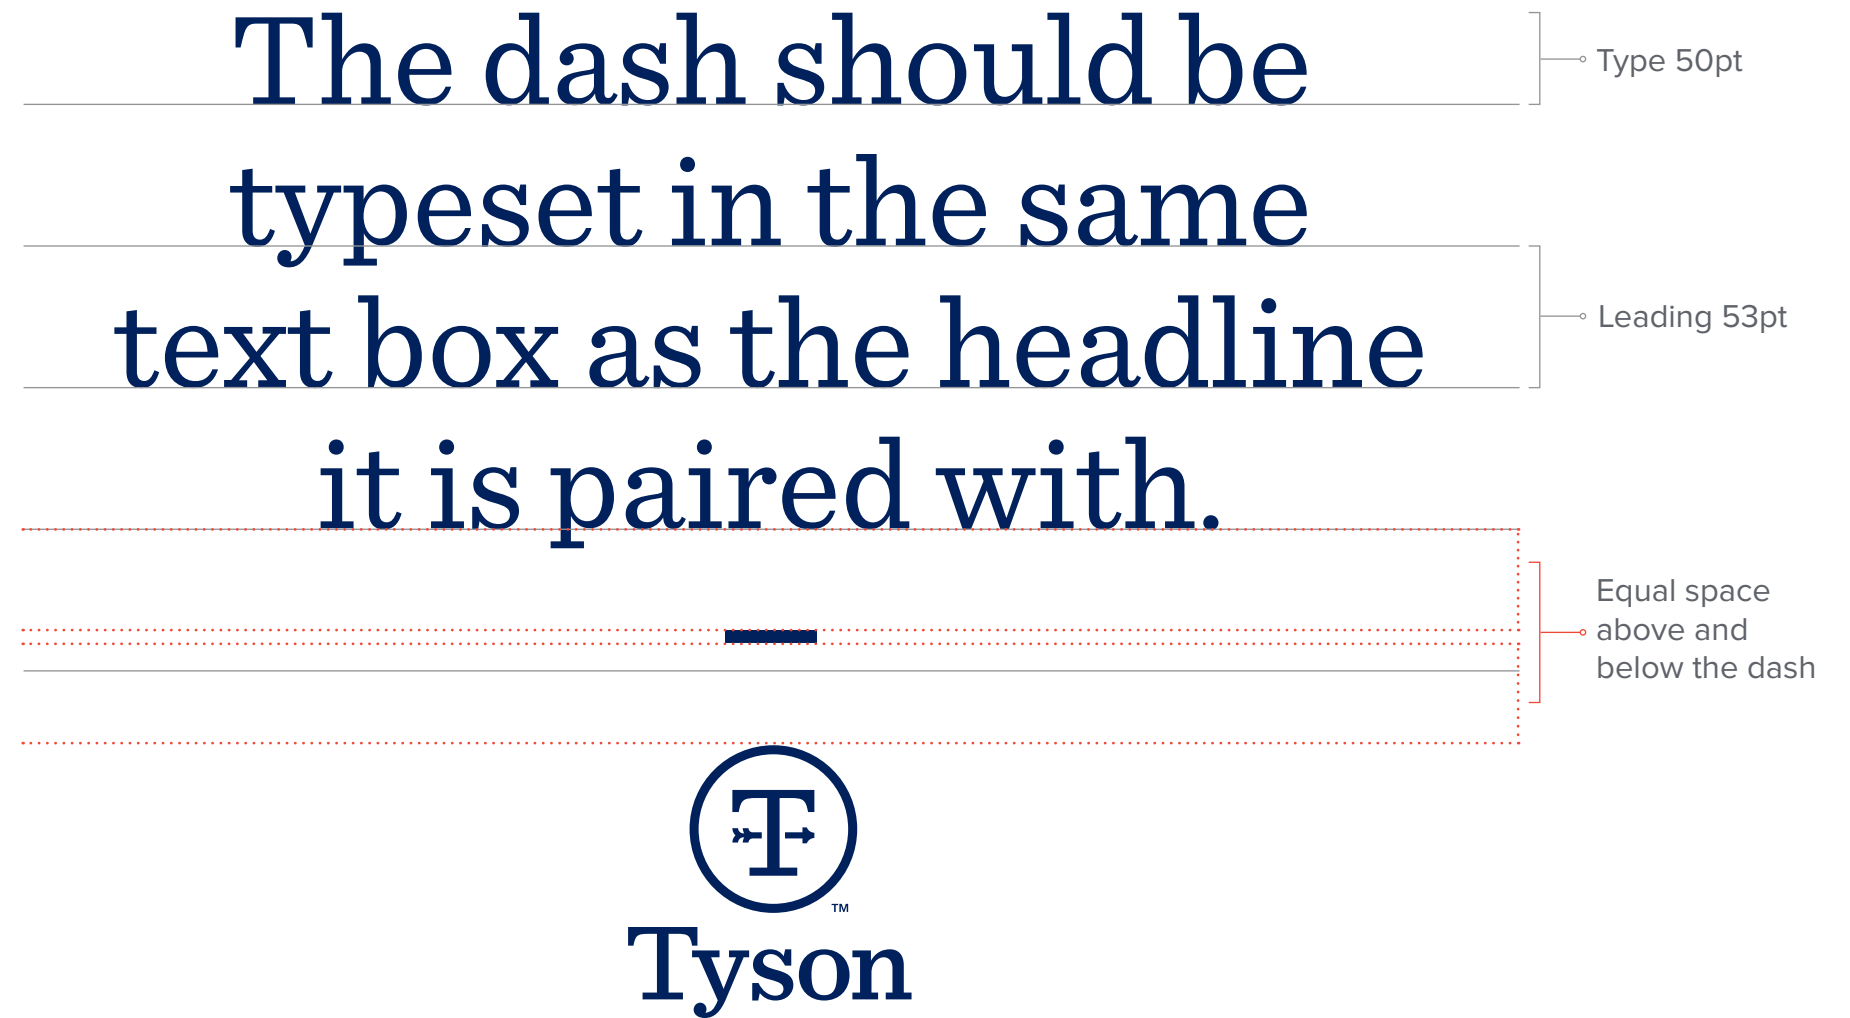 The dash should be
Type 50pt
typeset in the same
Leading 53pt
text box as the headline
it is paired with.
Equal space
above and
below the dash
T
TM
Tyson